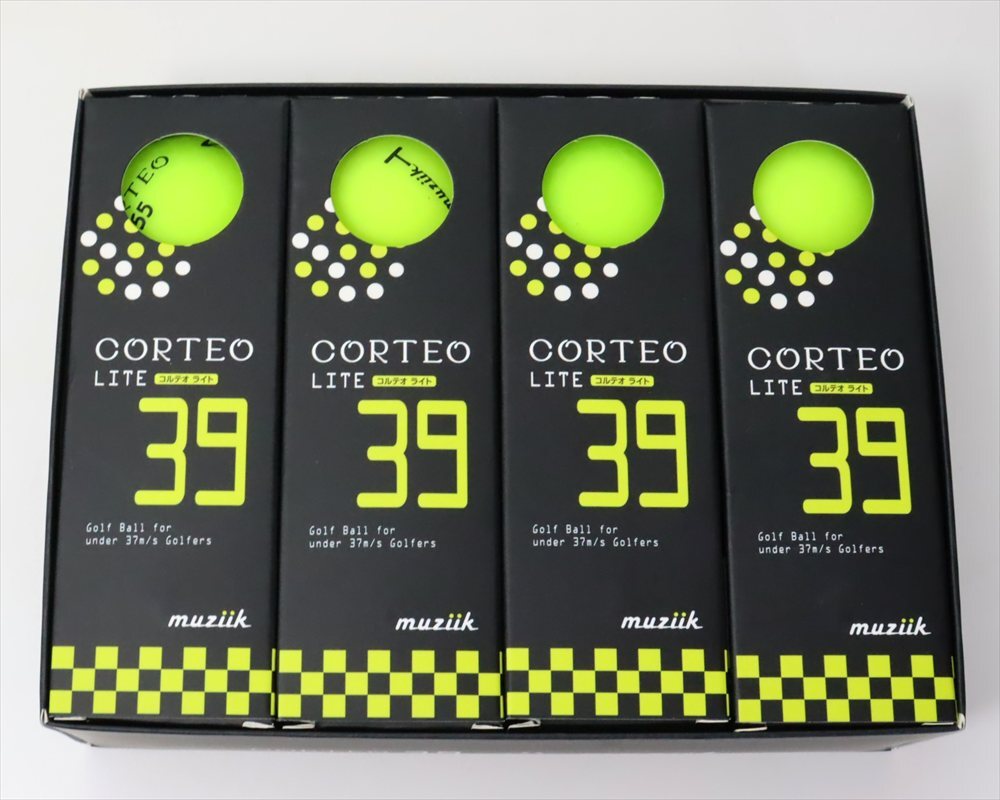 TEO
55
muziik
CORTEO
LITE コルテオ ライト
39
Golf Ball for
under 37m/s Golfers
muziik
CORTEO
LITE コルテオ ライト
39
Golf Ball for
under 37m/s Golfers
muziik
CORTEO
LITE コルテオ ライト
39
Golf Ball for
under 37m/s Golfers
muziik
CORTEO
LITE コルテオ ライト
39
Golf Ball for
under 37m/s Golfers
muziik